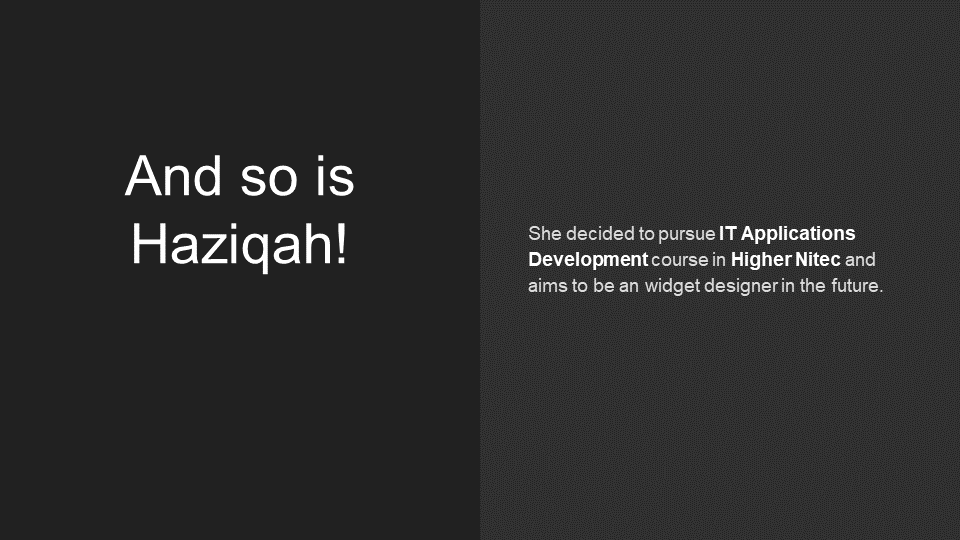 And so is
Haziqah!
She decided to pursue IT Applications
Development course in Higher Nitec and
aims to be an widget designer in the future.